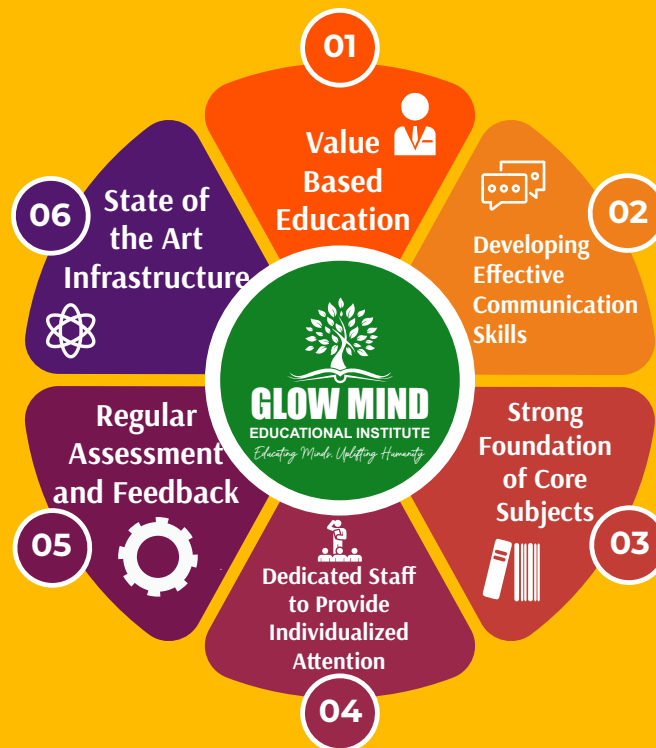 01
Value
Based
Education
02
Developing
Effective
Communication
Skills
03
Strong
Foundation
of Core
Subjects
04
Dedicated Staff
to Provide
Individualized
Attention
05
Regular
Assessment
and Feedback
06
State of
the Art
Infrastructure
GLOW MIND
EDUCATIONAL INSTITUTE
Educating Minds, Uplifting Humanity